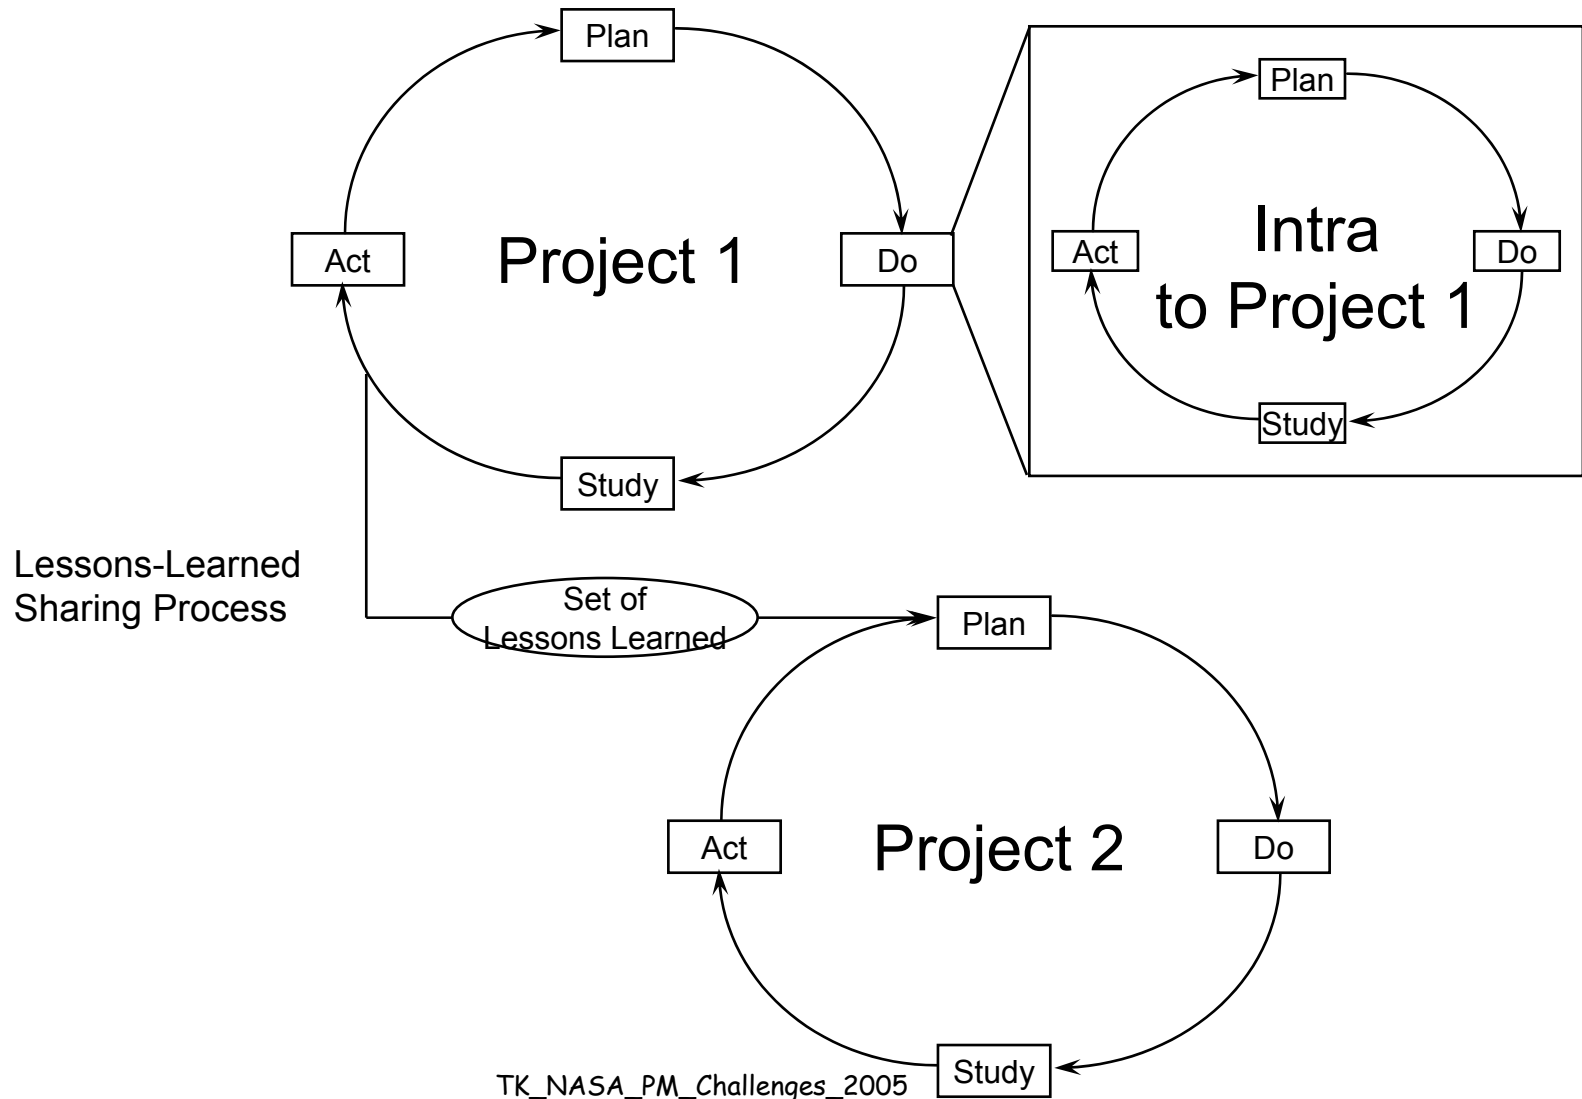 Plan
Act
Project 1
Do
Study
Plan
Act
Intra
to Project 1
Do
Study
Lessons-Learned
Sharing Process
Set of
Lessons Learned
Plan
Act
Project 2
Do
Study
TK_NASA_PM_Challenges_2005